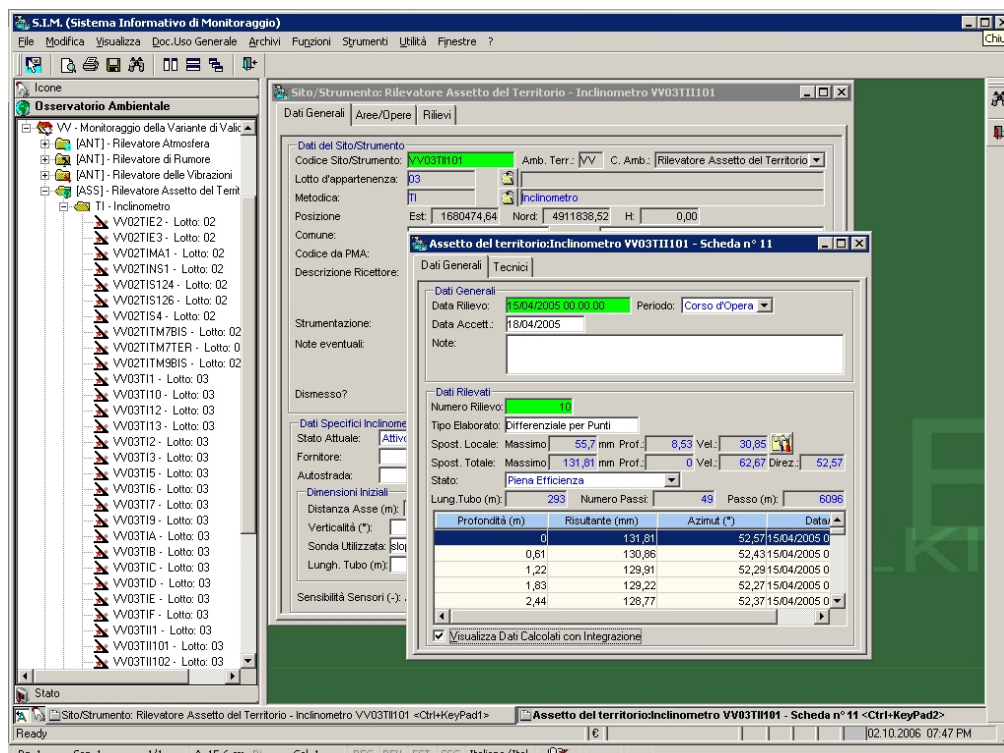 S.I.M. (Sistema Informativo di Monitoraggio)
Chiu
File Modifica Visualizza Doc.Uso Generale Archivi Funzioni Strumenti Utilità Finestre ?
Icone
Osservatorio Ambientale
VV - Monitoraggio della Variante di Valic
[ANT] - Rilevatore Atmosfera
[ANT] - Rilevatore di Rumore
[ANT] - Rilevatore delle Vibrazioni
[ASS] - Rilevatore Assetto del Territ
TI - Inclinometro
VV02TIE2 - Lotto: 02
VV02TIE3 - Lotto: 02
VV02TIMA1 - Lotto: 02
VV02TINS1 - Lotto: 02
VV02TIS124 - Lotto: 02
VV02TIS126 - Lotto: 02
VV02TIS4 - Lotto: 02
VV02TITM7BIS - Lotto: 02
VV02TITM7TER - Lotto: 0
VV02TITM9BIS - Lotto: 02
VV03TI1 - Lotto: 03
VV03TI10 - Lotto: 03
VV03TI12 - Lotto: 03
VV03TI13 - Lotto: 03
VV03TI2 - Lotto: 03
VV03TI3 - Lotto: 03
VV03TI5 - Lotto: 03
VV03TI6 - Lotto: 03
VV03TI7 - Lotto: 03
VV03TI9 - Lotto: 03
VV03TIA - Lotto: 03
VV03TIB - Lotto: 03
VV03TIC - Lotto: 03
VV03TID - Lotto: 03
VV03TIE - Lotto: 03
VV03TIF - Lotto: 03
VV03TII1 - Lotto: 03
VV03TII101 - Lotto: 03
VV03TII102 - Lotto: 03
Stato
Sito/Strumento: Rilevatore Assetto del Territorio - Inclinometro VV03TII101
Dati Generali Aree/Opere Rilievi
Dati del Sito/Strumento
Codice Sito/Strumento: VV03TII101 Amb. Terr.: VV C. Amb.: Rilevatore Assetto del Territorio
Lotto d'appartenenza: 03
Metodica: TI Inclinometro
Posizione Est: 1680474,64 Nord: 4911838,52 H: 0,00
Comune:
Codice da PMA:
Descrizione Ricettore:
Strumentazione:
Note eventuali:
Dismesso?
Dati Specifici Inclinome
Stato Attuale: Attivo
Fornitore:
Autostrada:
Dimensioni Iniziali
Distanza Asse (m):
Verticalità (°):
Sonda Utilizzata: slop
Lungh. Tubo (m):
Sensibilità Sensori (-):
Assetto del territorio:Inclinometro VV03TII101 - Scheda n° 11
Dati Generali Tecnici
Dati Generali
Data Rilievo: 15/04/2005 00.00.00 Periodo: Corso d'Opera
Data Accett.: 18/04/2005
Note:
Dati Rilevati
Numero Rilievo: 10
Tipo Elaborato: Differenziale per Punti
Spost. Locale: Massimo 55,7 mm Prof.: 8,53 Vel.: 30,85
Spost. Totale: Massimo 131,81 mm Prof.: 0 Vel.: 62,67 Direz.: 52,57
Stato: Piena Efficienza
Lung.Tubo (m): 293 Numero Passi: 49 Passo (m): 6096
Profondità (m) Risultante (mm) Azimut (°) Data/
0 131,81 52,57 15/04/2005 0
0,61 130,86 52,43 15/04/2005 0
1,22 129,91 52,29 15/04/2005 0
1,83 129,22 52,27 15/04/2005 0
2,44 128,77 52,37 15/04/2005 0
Visualizza Dati Calcolati con Integrazione
Sito/Strumento: Rilevatore Assetto del Territorio - Inclinometro VV03TII101 <Ctrl+KeyPad1> Assetto del territorio:Inclinometro VV03TII101 - Scheda n° 11 <Ctrl+KeyPad2>
Ready € 02.10.2006 07:47 PM